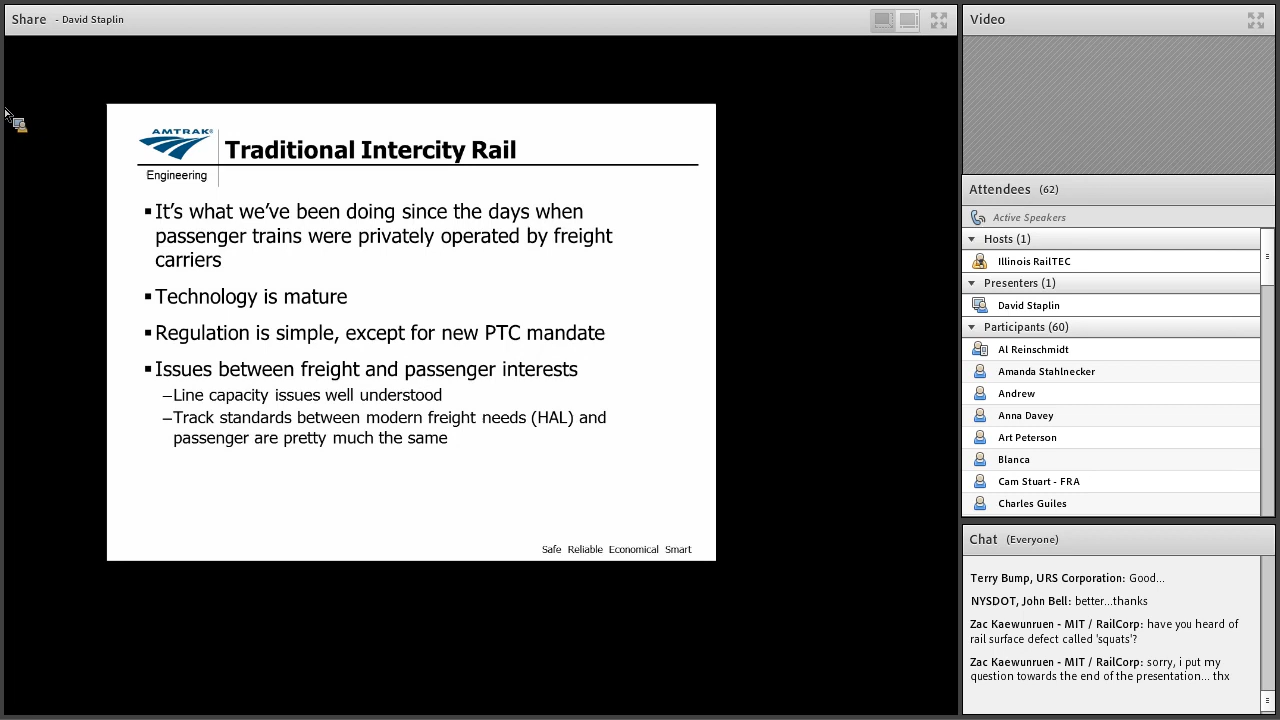 Share - David Staplin
AMTRAK®
Engineering
Traditional Intercity Rail
▪It’s what we’ve been doing since the days when
passenger trains were privately operated by freight
carriers
▪Technology is mature
▪Regulation is simple, except for new PTC mandate
▪Issues between freight and passenger interests
–Line capacity issues well understood
–Track standards between modern freight needs (HAL) and
passenger are pretty much the same
Safe Reliable Economical Smart
Video
Attendees (62)
Active Speakers
Hosts (1)
Illinois RailTEC
Presenters (1)
David Staplin
Participants (60)
Al Reinschmidt
Amanda Stahlnecker
Andrew
Anna Davey
Art Peterson
Blanca
Cam Stuart - FRA
Charles Guiles
Chat (Everyone)
Terry Bump, URS Corporation: Good...
NYSDOT, John Bell: better...thanks
Zac Kaewunruen - MIT / RailCorp: have you heard of
rail surface defect called 'squats'?
Zac Kaewunruen - MIT / RailCorp: sorry, i put my
question towards the end of the presentation... thx